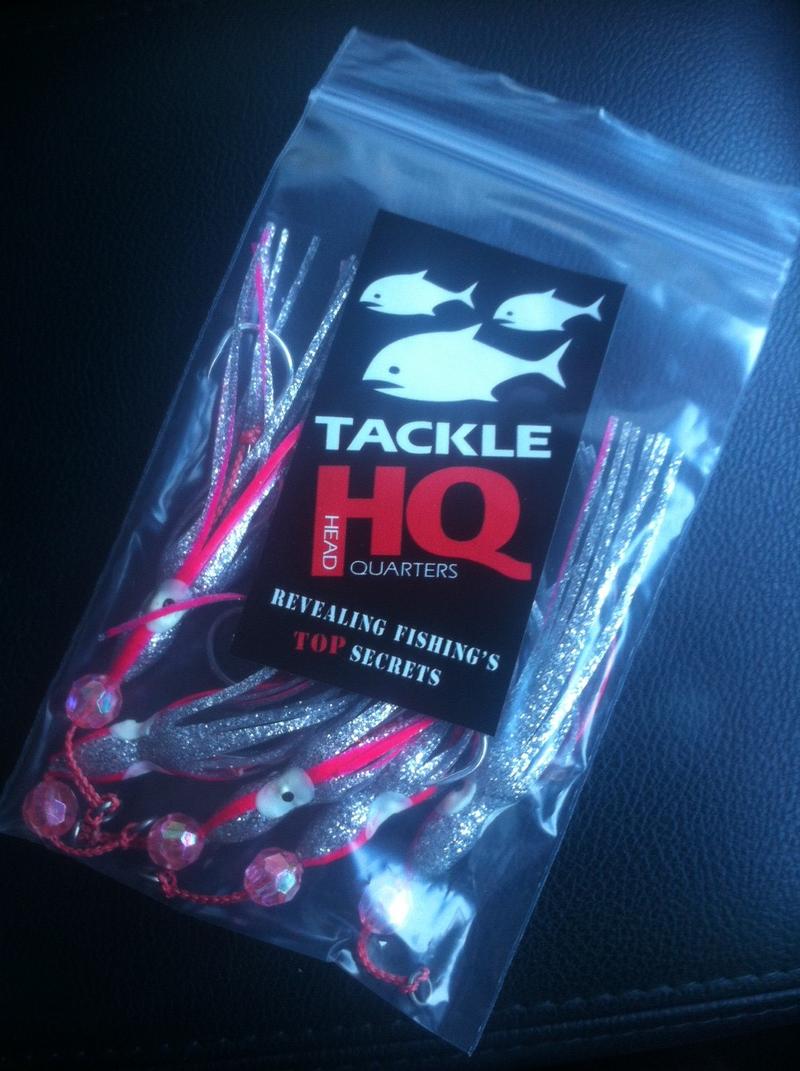 TACKLE
HQ
HEAD
QUARTERS
REVEALING FISHING'S
TOP SECRETS